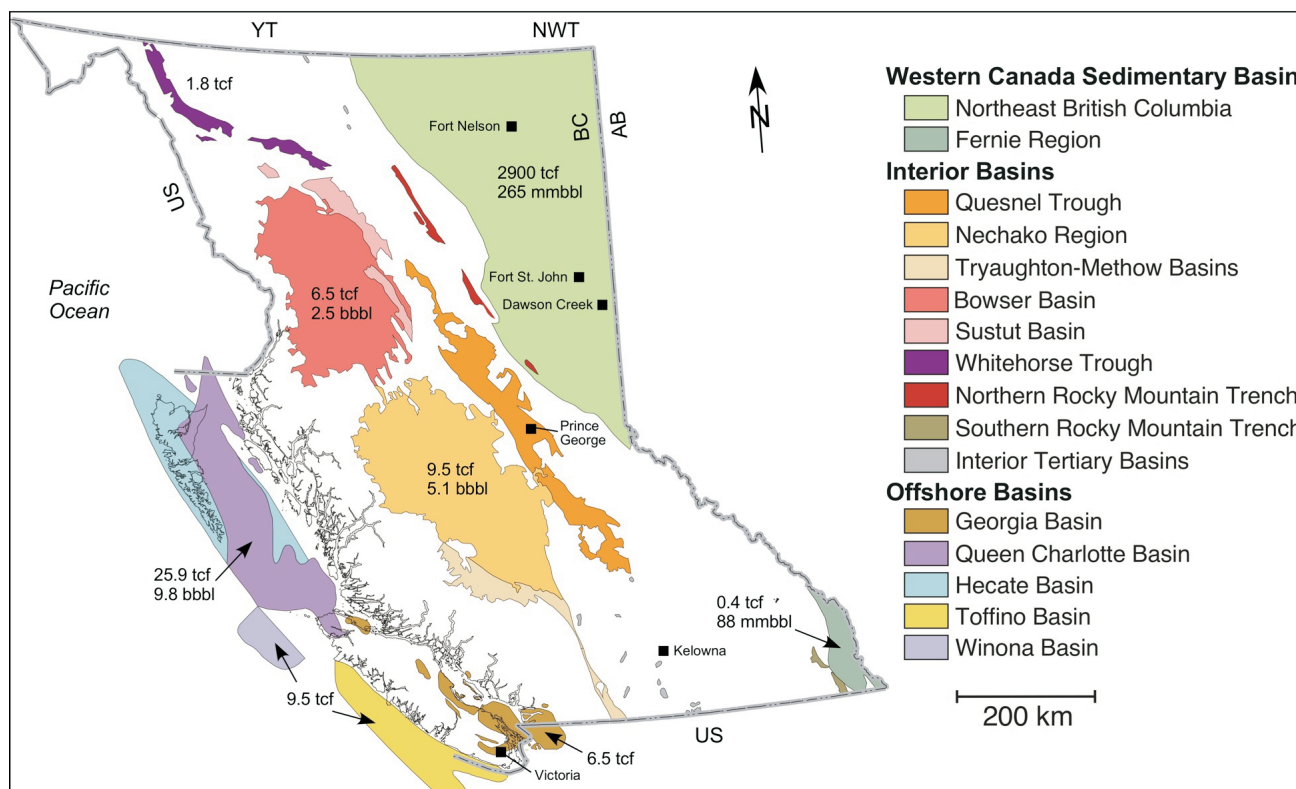 YT
NWT
1.8 tcf
Fort Nelson
BC
AB
N
2900 tcf
265 mmbbl
US
Pacific
Ocean
Fort St. John
Dawson Creek
6.5 tcf
2.5 bbbl
Prince
George
9.5 tcf
5.1 bbbl
25.9 tcf
9.8 bbbl
0.4 tcf
88 mmbbl
Kelowna
9.5 tcf
US
6.5 tcf
Victoria
Western Canada Sedimentary Basin
Northeast British Columbia
Fernie Region
Interior Basins
Quesnel Trough
Nechako Region
Tryaughton-Methow Basins
Bowser Basin
Sustut Basin
Whitehorse Trough
Northern Rocky Mountain Trench
Southern Rocky Mountain Trench
Interior Tertiary Basins
Offshore Basins
Georgia Basin
Queen Charlotte Basin
Hecate Basin
Toffino Basin
Winona Basin
200 km